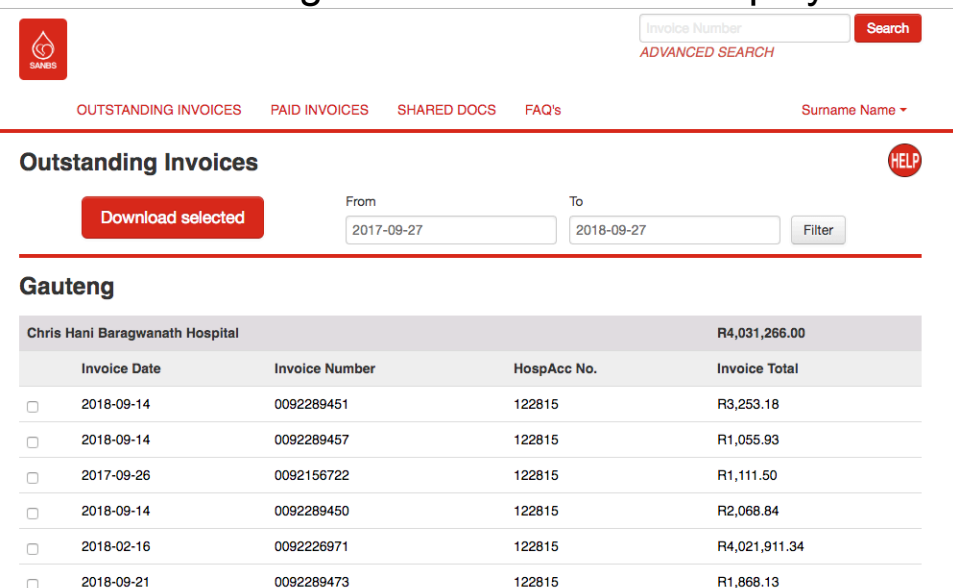 Invoice Number Search
SANBS
ADVANCED SEARCH
OUTSTANDING INVOICES PAID INVOICES SHARED DOCS FAQ's Surname Name
Outstanding Invoices HELP
From To
Download selected 2017-09-27 2018-09-27 Filter
Gauteng
Chris Hani Baragwanath Hospital R4,031,266.00
Invoice Date Invoice Number HospAcc No. Invoice Total
2018-09-14 0092289451 122815 R3,253.18
2018-09-14 0092289457 122815 R1,055.93
2017-09-26 0092156722 122815 R1,111.50
2018-09-14 0092289450 122815 R2,068.84
2018-02-16 0092226971 122815 R4,021,911.34
2018-09-21 0092289473 122815 R1,868.13